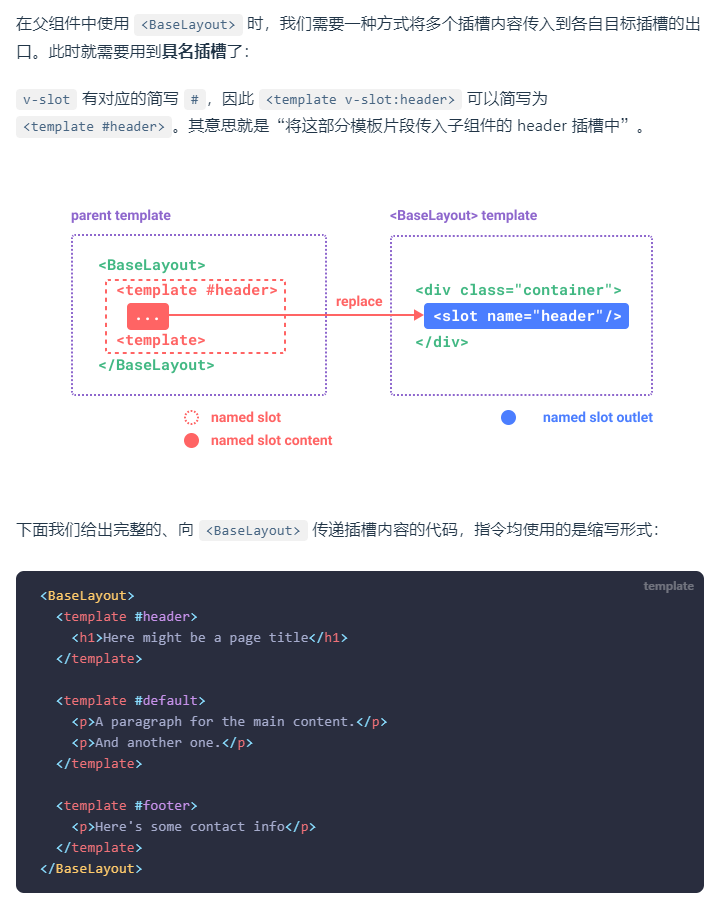 在父组件中使用 <BaseLayout> 时，我们需要一种方式将多个插槽内容传入到各自目标插槽的出
口。此时就需要用到具名插槽了：
v-slot 有对应的简写 #，因此 <template v-slot:header> 可以简写为
<template #header>。其意思就是“将这部分模板片段传入子组件的 header 插槽中”。
parent template
<BaseLayout>
<template #header>
...
<template>
</BaseLayout>
named slot
named slot content
replace
<BaseLayout> template
<div class="container">
<slot name="header"/>
</div>
named slot outlet
下面我们给出完整的、向 <BaseLayout> 传递插槽内容的代码，指令均使用的是缩写形式：
template
<BaseLayout>
  <template #header>
    <h1>Here might be a page title</h1>
  </template>

  <template #default>
    <p>A paragraph for the main content.</p>
    <p>And another one.</p>
  </template>

  <template #footer>
    <p>Here's some contact info</p>
  </template>
</BaseLayout>